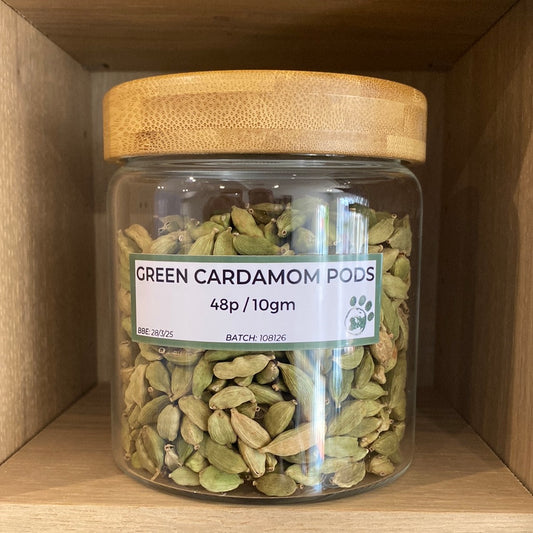 GREEN CARDAMOM PODS
48p / 10gm
BBE: 28/3/25
BATCH: 108126